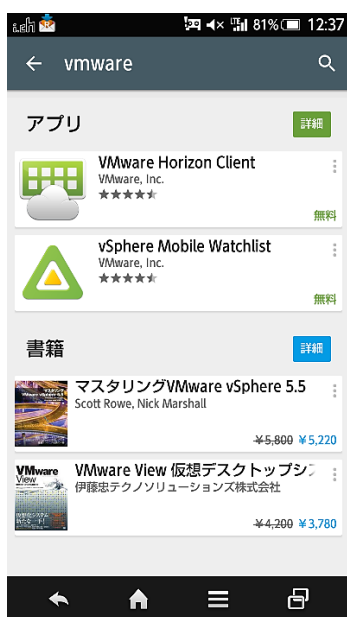 81% 12:37
vmware
アプリ
詳細
VMware Horizon Client
VMware, Inc.
無料
vSphere Mobile Watchlist
VMware, Inc.
無料
書籍
詳細
マスタリングVMware vSphere 5.5
Scott Rowe, Nick Marshall
¥5,800 ¥5,220
VMware
View
VMware View 仮想デスクトップシ
伊藤忠テクノソリューションズ株式会社
¥4,200 ¥3,780